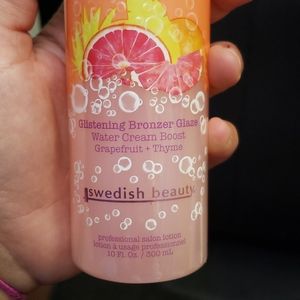 Glistening Bronzer Glaze
Water Cream Boost
Grapefruit + Thyme
swedish beauty
professional salon lotion
lotion à usage professionnel
10 Fl. Oz. / 300 mL